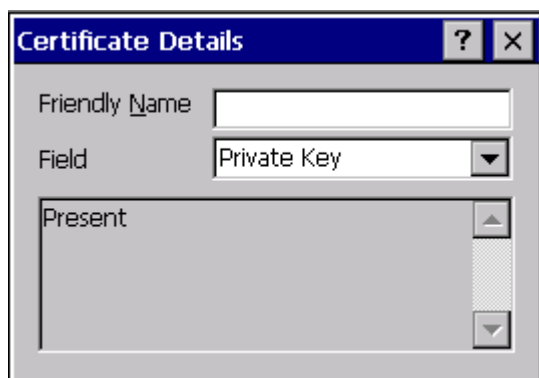 Certificate Details ? ×
Friendly Name
Field Private Key
Present